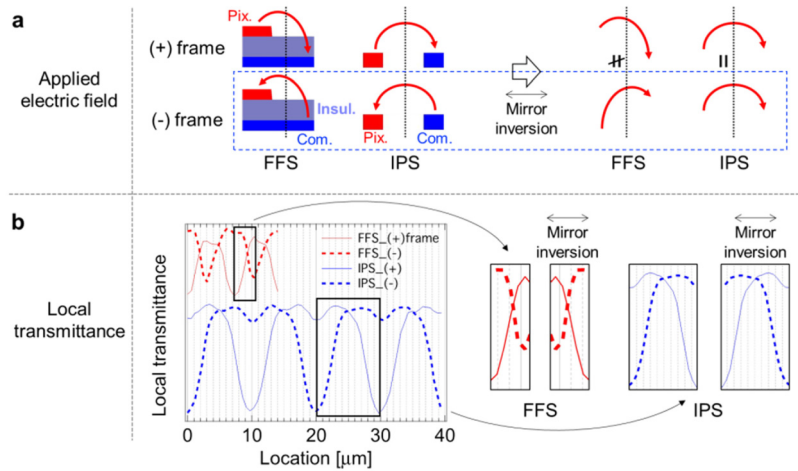 a
Applied
electric field
(+) frame
(-) frame
Pix.
Insul.
Com.
Pix.
Com.
FFS
IPS
Mirror
inversion
FFS
IPS
b
Local
transmittance
Local transmittance
FFS_(+)frame
FFS_(-)
IPS_(+)
IPS_(-)
0
10
20
30
40
Location [μm]
Mirror
inversion
FFS
Mirror
inversion
IPS